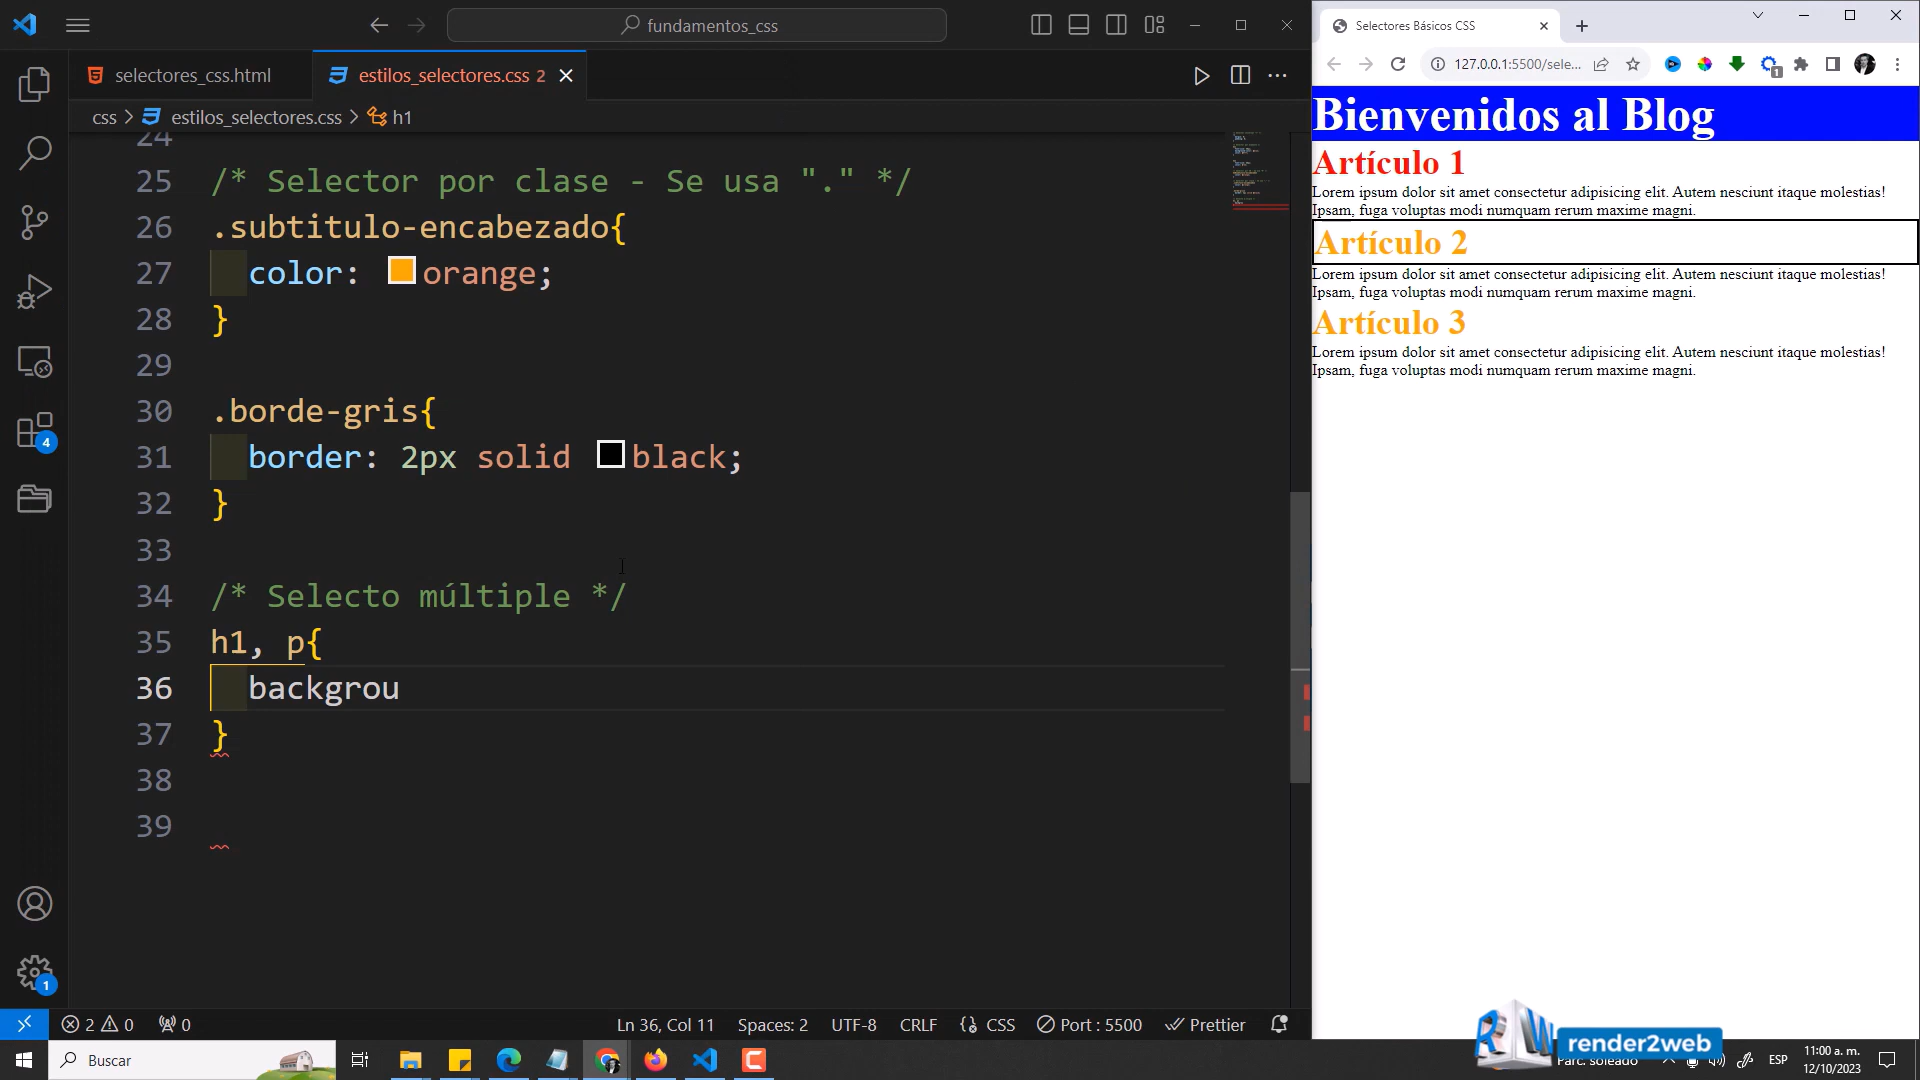 fundamentos_css
Selectores Básicos CSS
selectores_css.html
estilos_selectores.css 2
127.0.0.1:5500/sele...
1
css > estilos_selectores.css > h1
24
25 /* Selector por clase - Se usa "." */
26 .subtitulo-encabezado{
27 color: orange;
28 }
29
30 .borde-gris{
31 border: 2px solid black;
32 }
33
34 /* Selecto múltiple */
35 h1, p{
36 backgrou
37 }
38
39
4
1
Bienvenidos al Blog
Artículo 1
Lorem ipsum dolor sit amet consectetur adipisicing elit. Autem nesciunt itaque molestias!
Ipsam, fuga voluptas modi numquam rerum maxime magni.
Artículo 2
Lorem ipsum dolor sit amet consectetur adipisicing elit. Autem nesciunt itaque molestias!
Ipsam, fuga voluptas modi numquam rerum maxime magni.
Artículo 3
Lorem ipsum dolor sit amet consectetur adipisicing elit. Autem nesciunt itaque molestias!
Ipsam, fuga voluptas modi numquam rerum maxime magni.
2 0 0
Ln 36, Col 11 Spaces: 2 UTF-8 CRLF CSS Port : 5500 Prettier
RW render2web
Buscar
Parc. soleado
ESP
11:00 a. m.
12/10/2023